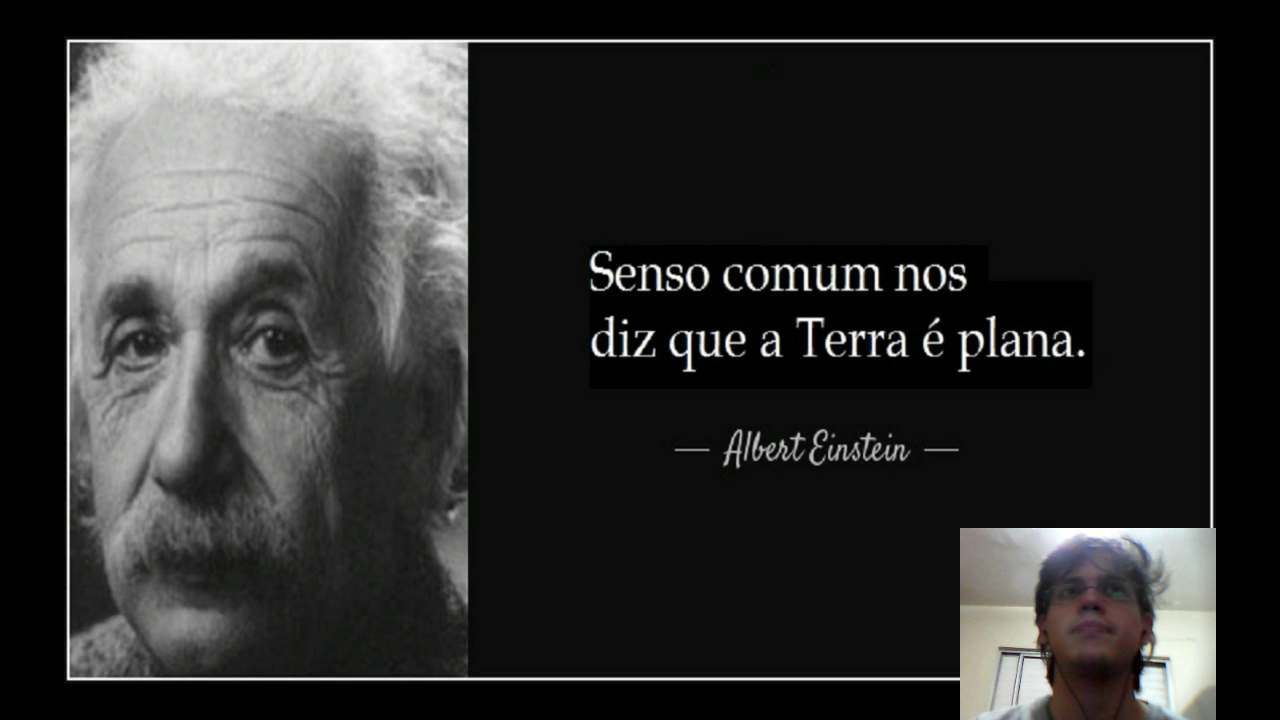 Senso comum nos
diz que a Terra é plana.
— Albert Einstein —